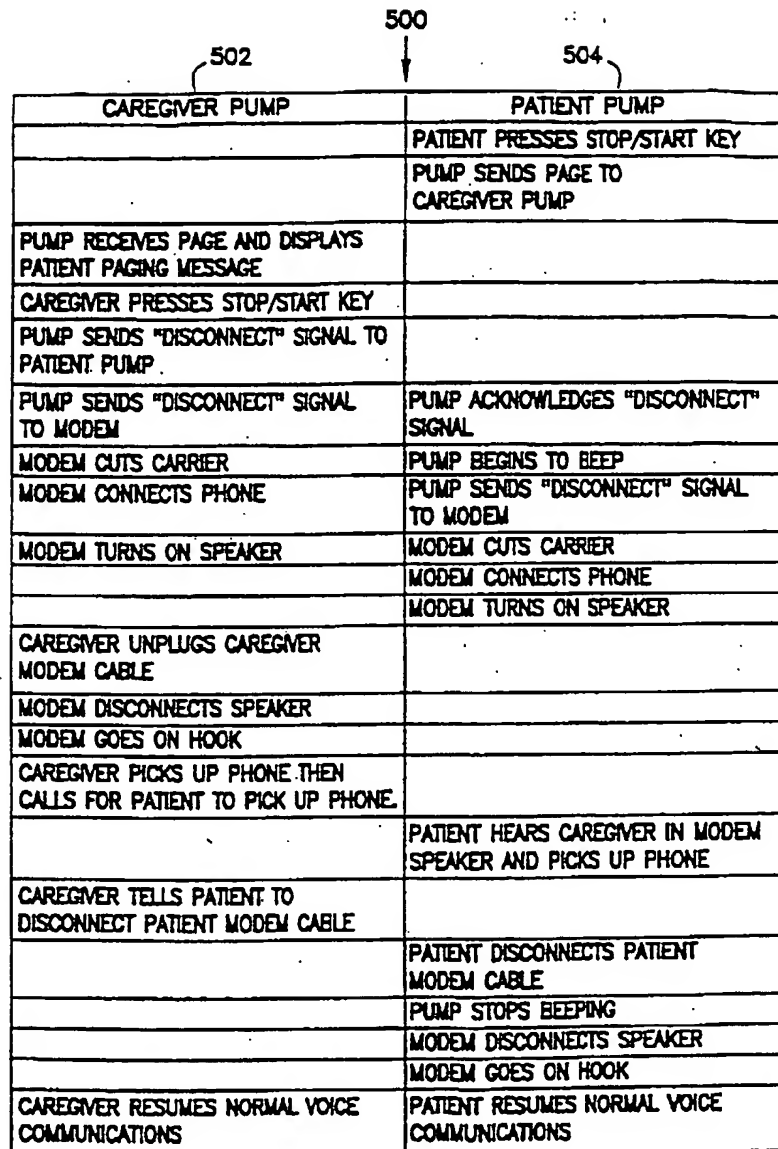 500
502
504
CAREGIVER PUMP
PATIENT PUMP
PATIENT PRESSES STOP/START KEY
PUMP SENDS PAGE TO
CAREGIVER PUMP
PUMP RECEIVES PAGE AND DISPLAYS
PATIENT PAGING MESSAGE
CAREGIVER PRESSES STOP/START KEY
PUMP SENDS "DISCONNECT" SIGNAL TO
PATIENT PUMP
PUMP SENDS "DISCONNECT" SIGNAL
TO MODEM
PUMP ACKNOWLEDGES "DISCONNECT"
SIGNAL
MODEM CUTS CARRIER
PUMP BEGINS TO BEEP
MODEM CONNECTS PHONE
PUMP SENDS "DISCONNECT" SIGNAL
TO MODEM
MODEM TURNS ON SPEAKER
MODEM CUTS CARRIER
MODEM CONNECTS PHONE
MODEM TURNS ON SPEAKER
CAREGIVER UNPLUGS CAREGIVER
MODEM CABLE
MODEM DISCONNECTS SPEAKER
MODEM GOES ON HOOK
CAREGIVER PICKS UP PHONE THEN
CALLS FOR PATIENT TO PICK UP PHONE
PATIENT HEARS CAREGIVER IN MODEM
SPEAKER AND PICKS UP PHONE
CAREGIVER TELLS PATIENT TO
DISCONNECT PATIENT MODEM CABLE
PATIENT DISCONNECTS PATIENT
MODEM CABLE
PUMP STOPS BEEPING
MODEM DISCONNECTS SPEAKER
MODEM GOES ON HOOK
CAREGIVER RESUMES NORMAL VOICE
COMMUNICATIONS
PATIENT RESUMES NORMAL VOICE
COMMUNICATIONS